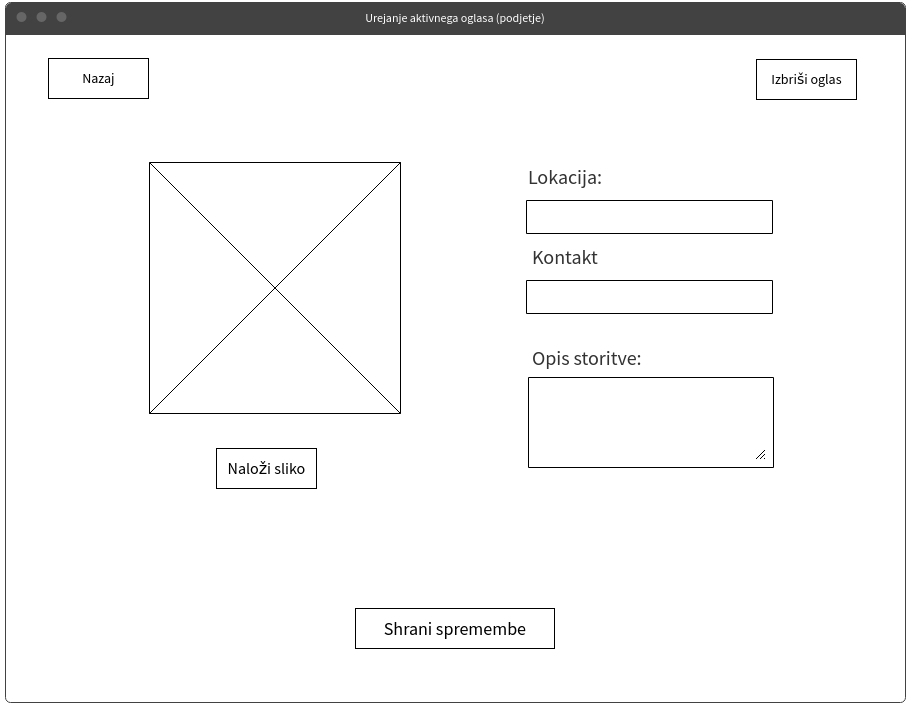 Urejanje aktivnega oglasa (podjetje)
Nazaj
Izbriši oglas
Lokacija:
Kontakt
Opis storitve:
Naloži sliko
Shrani spremembe